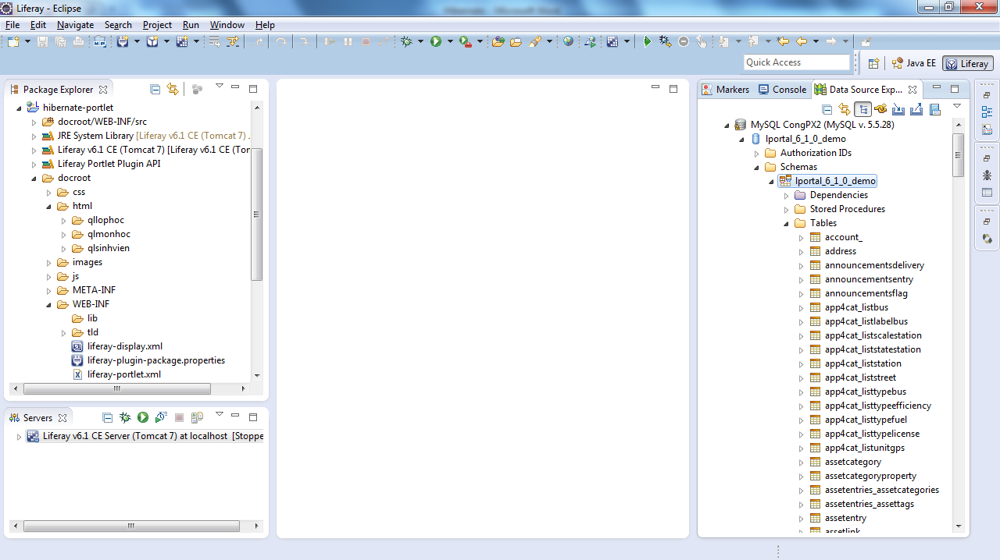 Liferay - Eclipse
File Edit Navigate Search Project Run Window Help
Quick Access
Java EE
Liferay
Package Explorer
hibernate-portlet
docroot/WEB-INF/src
JRE System Library [Liferay v6.1 CE (Tomcat 7) .
Liferay v6.1 CE (Tomcat 7) [Liferay v6.1 CE (Tor
Liferay Portlet Plugin API
docroot
css
html
qllophoc
qlmonhoc
qlsinhvien
images
js
META-INF
WEB-INF
lib
tld
liferay-display.xml
liferay-plugin-package.properties
liferay-portlet.xml
Servers
Liferay v6.1 CE Server (Tomcat 7) at localhost [Stoppe
Markers
Console
Data Source Exp...
MySQL CongPX2 (MySQL v. 5.5.28)
lportal_6_1_0_demo
Authorization IDs
Schemas
lportal_6_1_0_demo
Dependencies
Stored Procedures
Tables
account_
address
announcementsdelivery
announcementsentry
announcementsflag
app4cat_listbus
app4cat_listlabelbus
app4cat_listscalestation
app4cat_liststatestation
app4cat_liststation
app4cat_liststreet
app4cat_listtypebus
app4cat_listtypeefficiency
app4cat_listtypefuel
app4cat_listtypelicense
app4cat_listunitgps
assetcategory
assetcategoryproperty
assetentries_assetcategories
assetentries_assettags
assetentry
assetlink